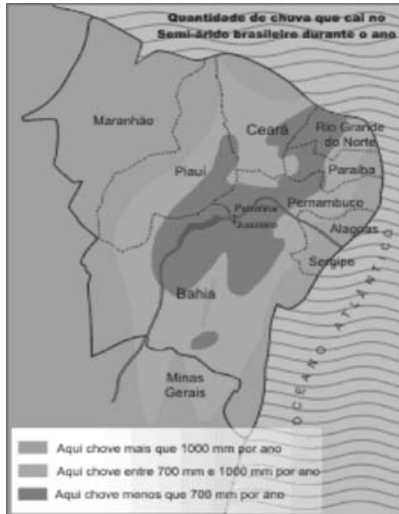 Quantidade de chuva que cai no
Semi-árido brasileiro durante o ano
Maranhão
Ceará
Rio Grande
do Norte
Piauí
Paraíba
Pernambuco
Petrolina
Juazeiro
Alagoas
Sergipe
Bahia
OCEANO ATLÂNTICO
Minas
Gerais
Aqui chove mais que 1000 mm por ano
Aqui chove entre 700 mm e 1000 mm por ano
Aqui chove menos que 700 mm por ano